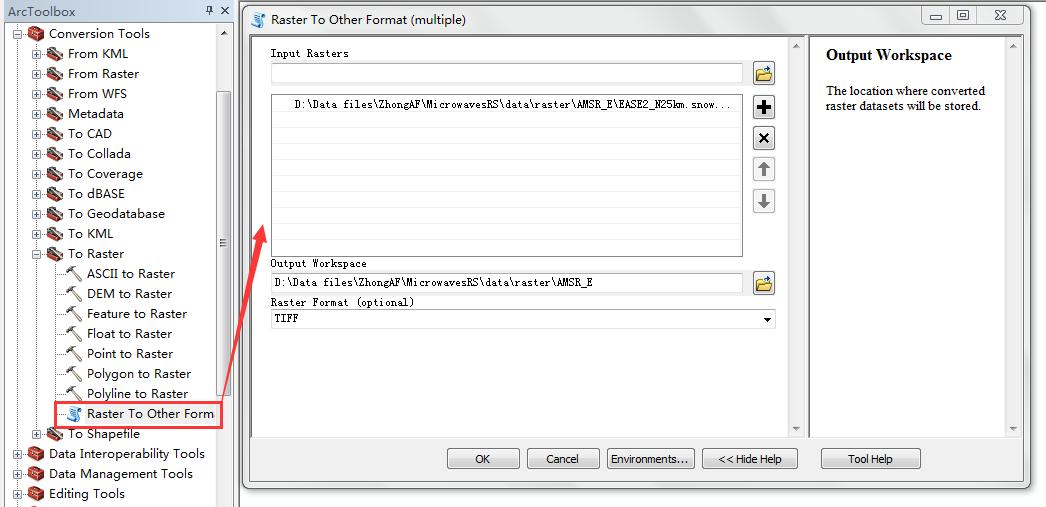 ArcToolbox
Conversion Tools
From KML
From Raster
From WFS
Metadata
To CAD
To Collada
To Coverage
To dBASE
To Geodatabase
To KML
To Raster
ASCII to Raster
DEM to Raster
Feature to Raster
Float to Raster
Point to Raster
Polygon to Raster
Polyline to Raster
Raster To Other Form
To Shapefile
Data Interoperability Tools
Data Management Tools
Editing Tools
Raster To Other Format (multiple)
Input Rasters
D:\Data files\ZhongAF\MicrowavesRS\data\raster\AMSR_E\EASE2_N25km.snow...
Output Workspace
D:\Data files\ZhongAF\MicrowavesRS\data\raster\AMSR_E
Raster Format (optional)
TIFF
OK
Cancel
Environments...
<< Hide Help
Output Workspace
The location where converted
raster datasets will be stored.
Tool Help